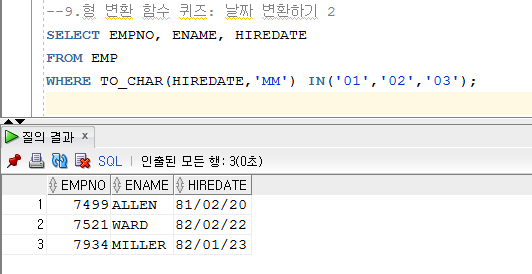 --9.형 변환 함수 퀴즈: 날짜 변환하기 2
SELECT EMPNO, ENAME, HIREDATE
FROM EMP
WHERE TO_CHAR(HIREDATE,'MM') IN('01','02','03');
질의 결과 x
SQL | 인출된 모든 행: 3(0초)
EMPNO ENAME HIREDATE
1 7499 ALLEN 81/02/20
2 7521 WARD 82/02/22
3 7934 MILLER 82/01/23